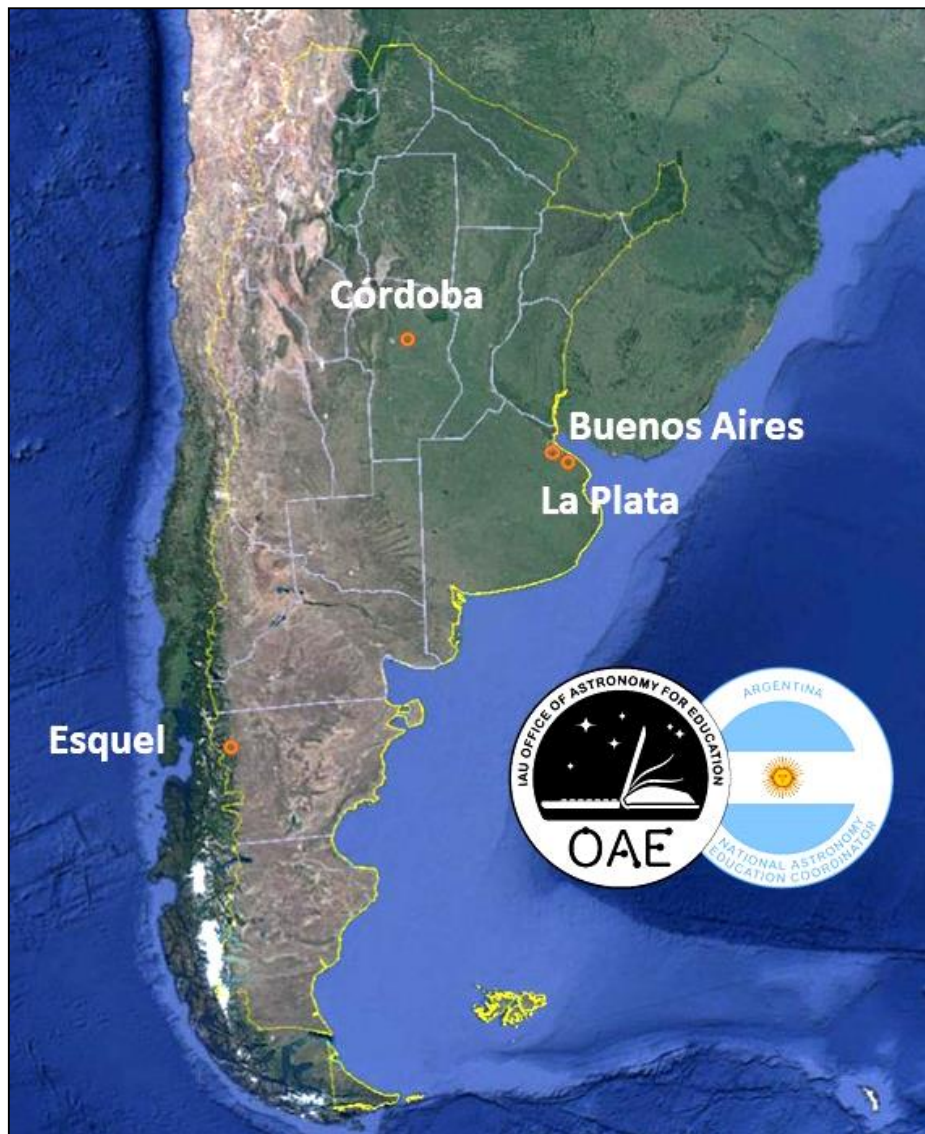 Córdoba
Buenos Aires
La Plata
Esquel
IAU OFFICE OF ASTRONOMY FOR EDUCATION
OAE
ARGENTINA
NATIONAL ASTRONOMY
EDUCATION COORDINATOR